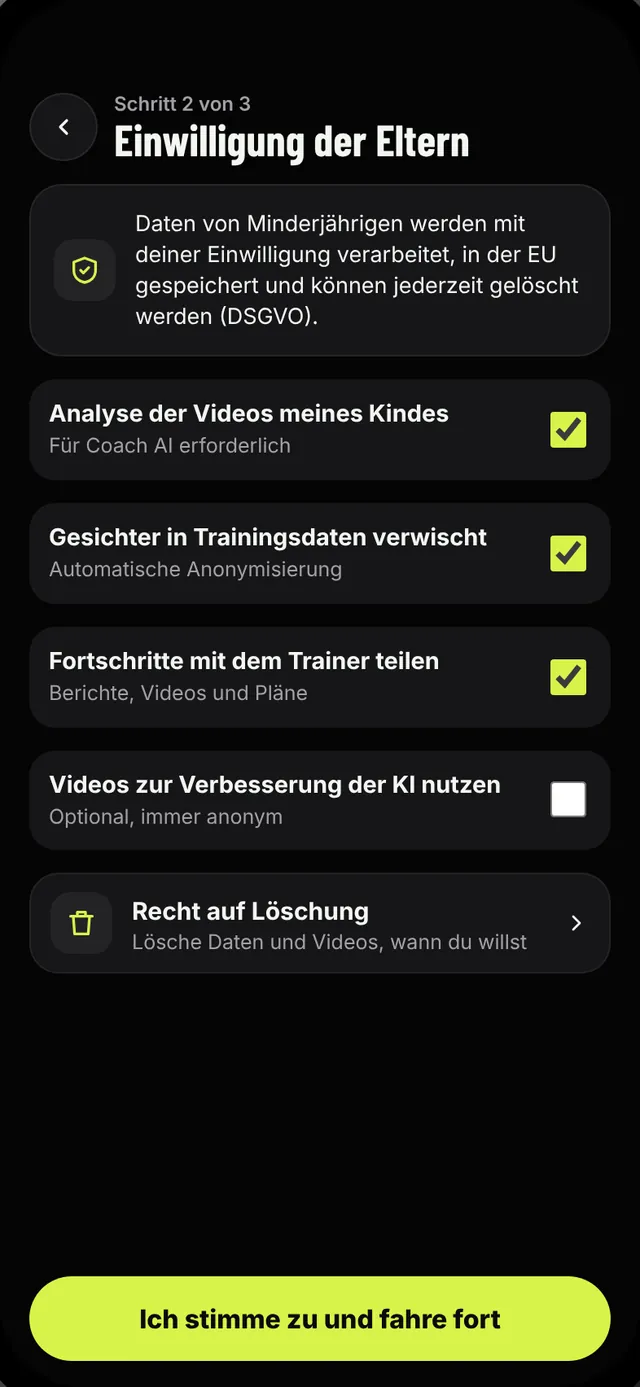 Schritt 2 von 3
Einwilligung der Eltern
Daten von Minderjährigen werden mit
deiner Einwilligung verarbeitet, in der EU
gespeichert und können jederzeit gelöscht
werden (DSGVO).
Analyse der Videos meines Kindes
Für Coach AI erforderlich
Gesichter in Trainingsdaten verwischt
Automatische Anonymisierung
Fortschritte mit dem Trainer teilen
Berichte, Videos und Pläne
Videos zur Verbesserung der KI nutzen
Optional, immer anonym
Recht auf Löschung
Lösche Daten und Videos, wann du willst
Ich stimme zu und fahre fort